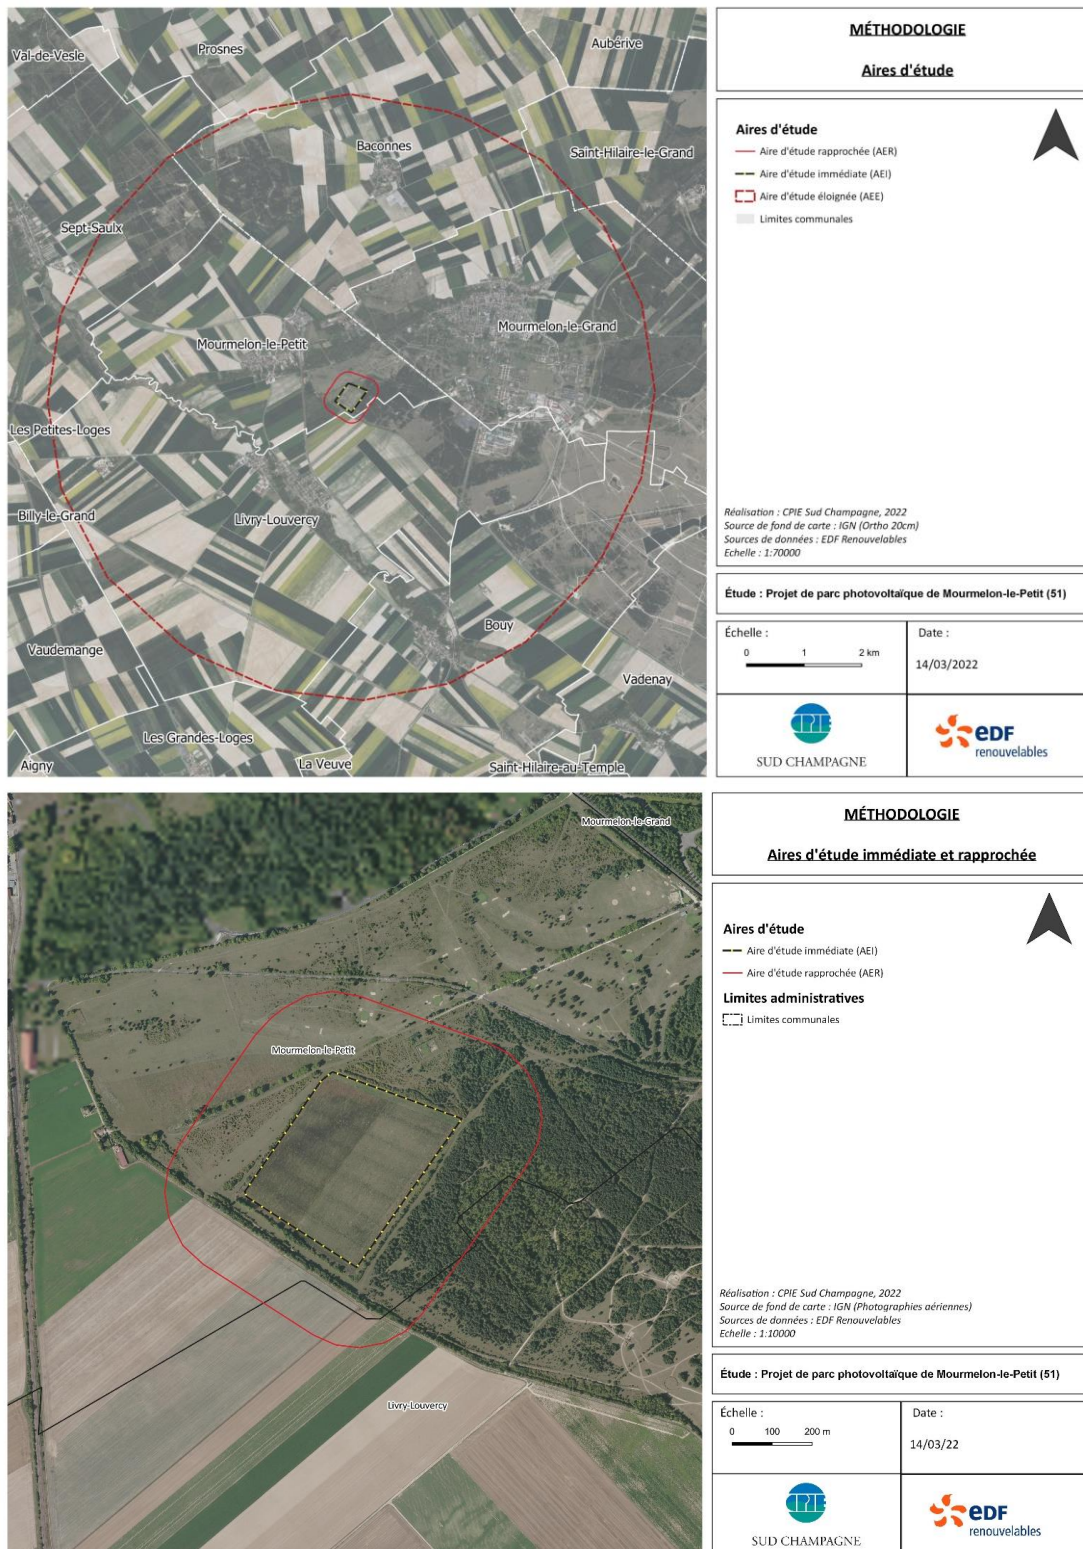 Val-de-Vesle
Prosnes
Aubérive
Baconnes
Saint-Hilaire-le-Grand
Sept-Saulx
Mourmelon-le-Grand
Mourmelon-le-Petit
Les Petites-Loges
Billy-le-Grand
Livry-Louvercy
Bouy
Vaudemange
Vadenay
Les Grandes-Loges
Aigny
La Veuve
Saint-Hilaire-au-Temple
MÉTHODOLOGIE
Aires d'étude
Aires d'étude
Aire d'étude rapprochée (AER)
Aire d'étude immédiate (AEI)
Aire d'étude éloignée (AEE)
Limites communales
Réalisation : CPIE Sud Champagne, 2022
Source de fond de carte : IGN (Ortho 20cm)
Sources de données : EDF Renouvelables
Echelle : 1:70000
Étude : Projet de parc photovoltaïque de Mourmelon-le-Petit (51)
Échelle :
0 1 2 km
Date :
14/03/2022
CPIE
SUD CHAMPAGNE
eDF
renouvelables
Mourmelon-le-Grand
Mourmelon-le-Petit
Livry-Louvercy
MÉTHODOLOGIE
Aires d'étude immédiate et rapprochée
Aires d'étude
Aire d'étude immédiate (AEI)
Aire d'étude rapprochée (AER)
Limites administratives
Limites communales
Réalisation : CPIE Sud Champagne, 2022
Source de fond de carte : IGN (Photographies aériennes)
Sources de données : EDF Renouvelables
Echelle : 1:10000
Étude : Projet de parc photovoltaïque de Mourmelon-le-Petit (51)
Échelle :
0 100 200 m
Date :
14/03/22
CPIE
SUD CHAMPAGNE
eDF
renouvelables